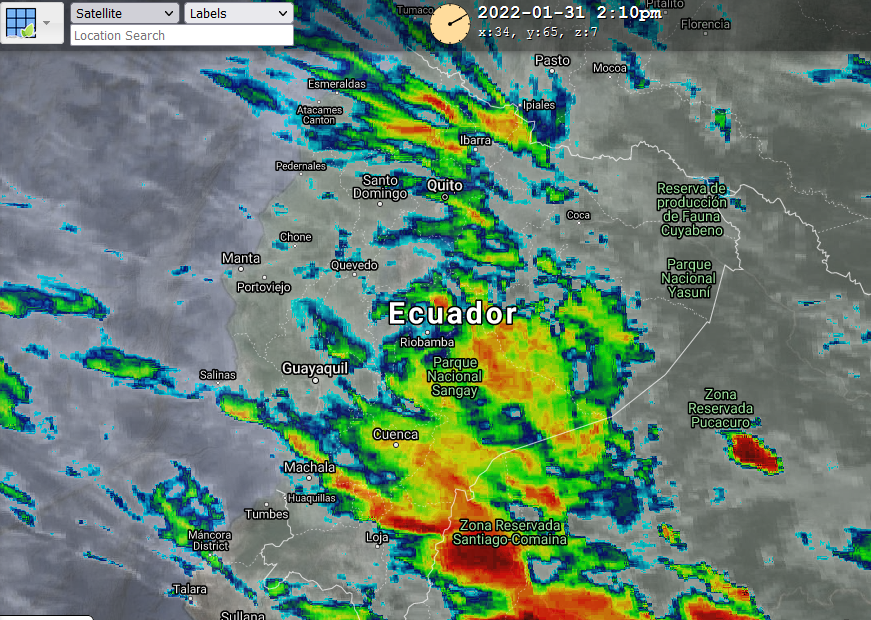 Satellite
Labels
Location Search
2022-01-31 2:10pm
x:34, y:65, z:7
Tumaco
Pitalito
Florencia
Pasto
Mocoa
Esmeraldas
Atacames
Canton
Ipiales
Ibarra
Pedernales
Santo
Domingo
Quito
Reserva de
producción
de Fauna
Cuyabeno
Coca
Chone
Manta
Quevedo
Portoviejo
Parque
Nacional
Yasuní
Ecuador
Riobamba
Guayaquil
Parque
Nacional
Sangay
Salinas
Zona
Reservada
Pucacuro
Cuenca
Machala
Huaquillas
Tumbes
Zona Reservada
Santiago-Comaina
Loja
Máncora
District
Talara
Sullana